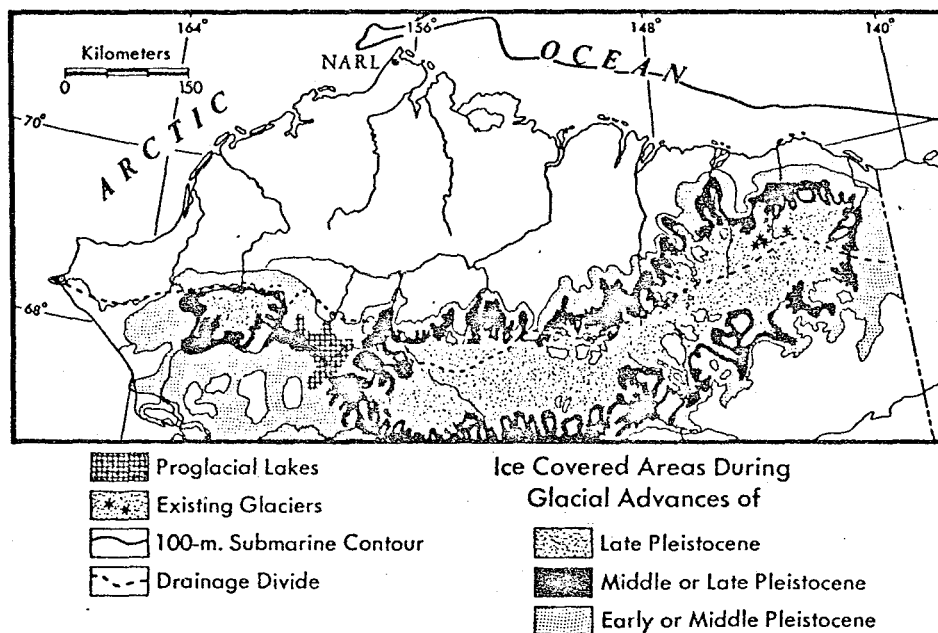 164°
156°
148°
140°
Kilometers
0 150
NARL
ARCTIC
OCEAN
70°
68°
Proglacial Lakes
Existing Glaciers
100-m. Submarine Contour
Drainage Divide
Ice Covered Areas During
Glacial Advances of
Late Pleistocene
Middle or Late Pleistocene
Early or Middle Pleistocene